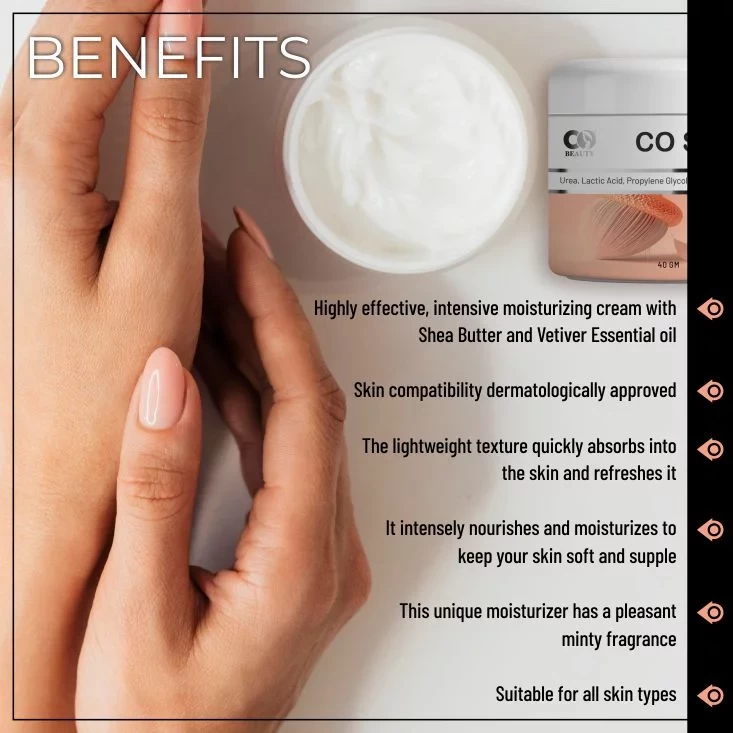 BENEFITS
CO
BEAUTY
CO S
Urea, Lactic Acid, Propylene Glycol
40 GM
Highly effective, intensive moisturizing cream with
Shea Butter and Vetiver Essential oil
Skin compatibility dermatologically approved
The lightweight texture quickly absorbs into
the skin and refreshes it
It intensely nourishes and moisturizes to
keep your skin soft and supple
This unique moisturizer has a pleasant
minty fragrance
Suitable for all skin types